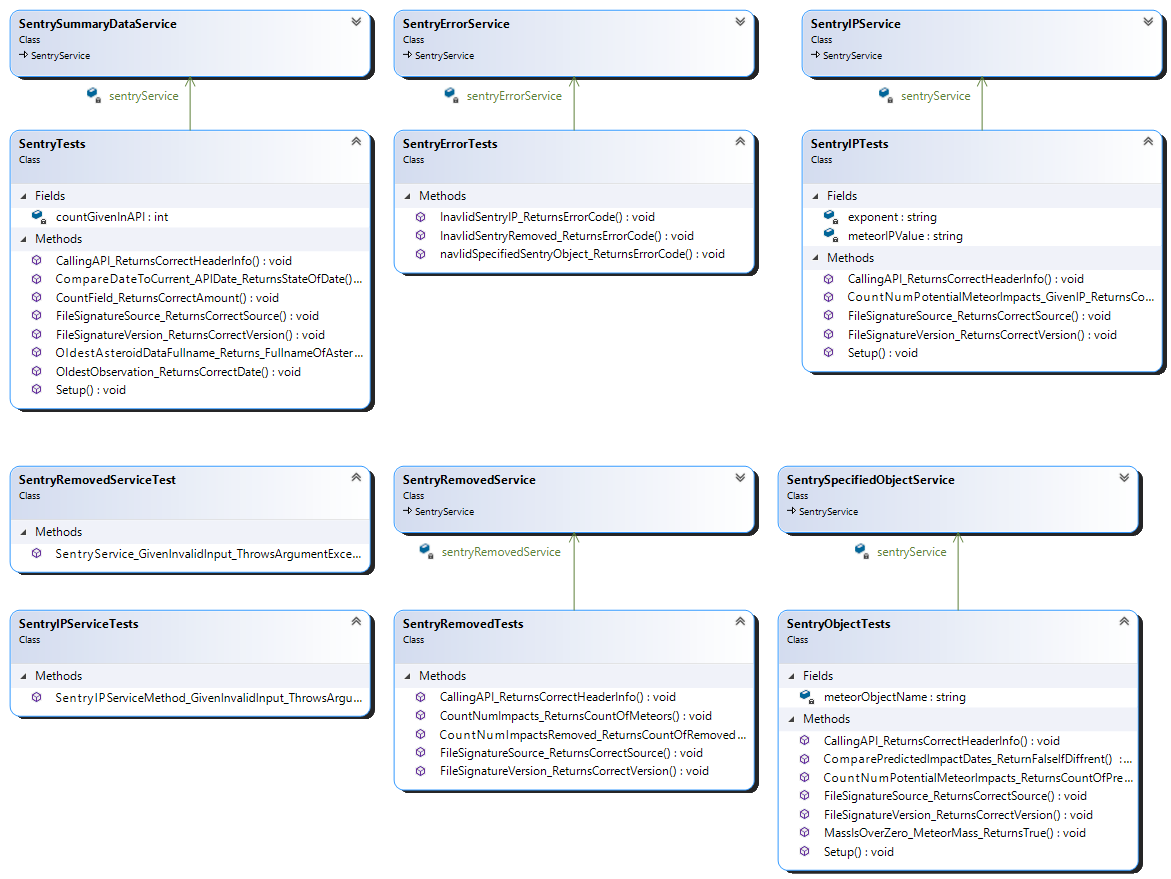 SentrySummaryDataService
Class
SentryService
sentryService
SentryTests
Class
Fields
countGivenInAPI : int
Methods
CallingAPI_ReturnsCorrectHeaderInfo() : void
CompareDateToCurrent_APIDate_ReturnsStateOfDate()...
CountField_ReturnsCorrectAmount() : void
FileSignatureSource_ReturnsCorrectSource() : void
FileSignatureVersion_ReturnsCorrectVersion() : void
OldestAsteroidDataFullname_Returns_FullnameOfAster...
OldestObservation_ReturnsCorrectDate() : void
Setup() : void
SentryErrorService
Class
SentryService
sentryErrorService
SentryErrorTests
Class
Methods
InavlidSentryIP_ReturnsErrorCode() : void
InavlidSentryRemoved_ReturnsErrorCode() : void
navlidSpecifiedSentryObject_ReturnsErrorCode() : void
SentryIPService
Class
SentryService
sentryService
SentryIPTests
Class
Fields
exponent : string
meteorIPValue : string
Methods
CallingAPI_ReturnsCorrectHeaderInfo() : void
CountNumPotentialMeteorImpacts_GivenIP_ReturnsCo...
FileSignatureSource_ReturnsCorrectSource() : void
FileSignatureVersion_ReturnsCorrectVersion() : void
Setup() : void
SentryRemovedServiceTest
Class
Methods
SentryService_GivenInvalidInput_ThrowsArgumentExce...
SentryIPServiceTests
Class
Methods
SentryIPServiceMethod_GivenInvalidInput_ThrowsArgu...
SentryRemovedService
Class
SentryService
sentryRemovedService
SentryRemovedTests
Class
Methods
CallingAPI_ReturnsCorrectHeaderInfo() : void
CountNumImpacts_ReturnsCountOfMeteors() : void
CountNumImpactsRemoved_ReturnsCountOfRemoved...
FileSignatureSource_ReturnsCorrectSource() : void
FileSignatureVersion_ReturnsCorrectVersion() : void
SentrySpecifiedObjectService
Class
SentryService
sentryService
SentryObjectTests
Class
Fields
meteorObjectName : string
Methods
CallingAPI_ReturnsCorrectHeaderInfo() : void
ComparePredictedImpactDates_ReturnFalseIfDiffrent() :...
CountNumPotentialMeteorImpacts_ReturnsCountOfPre...
FileSignatureSource_ReturnsCorrectSource() : void
FileSignatureVersion_ReturnsCorrectVersion() : void
MassIsOverZero_MeteorMass_ReturnsTrue() : void
Setup() : void